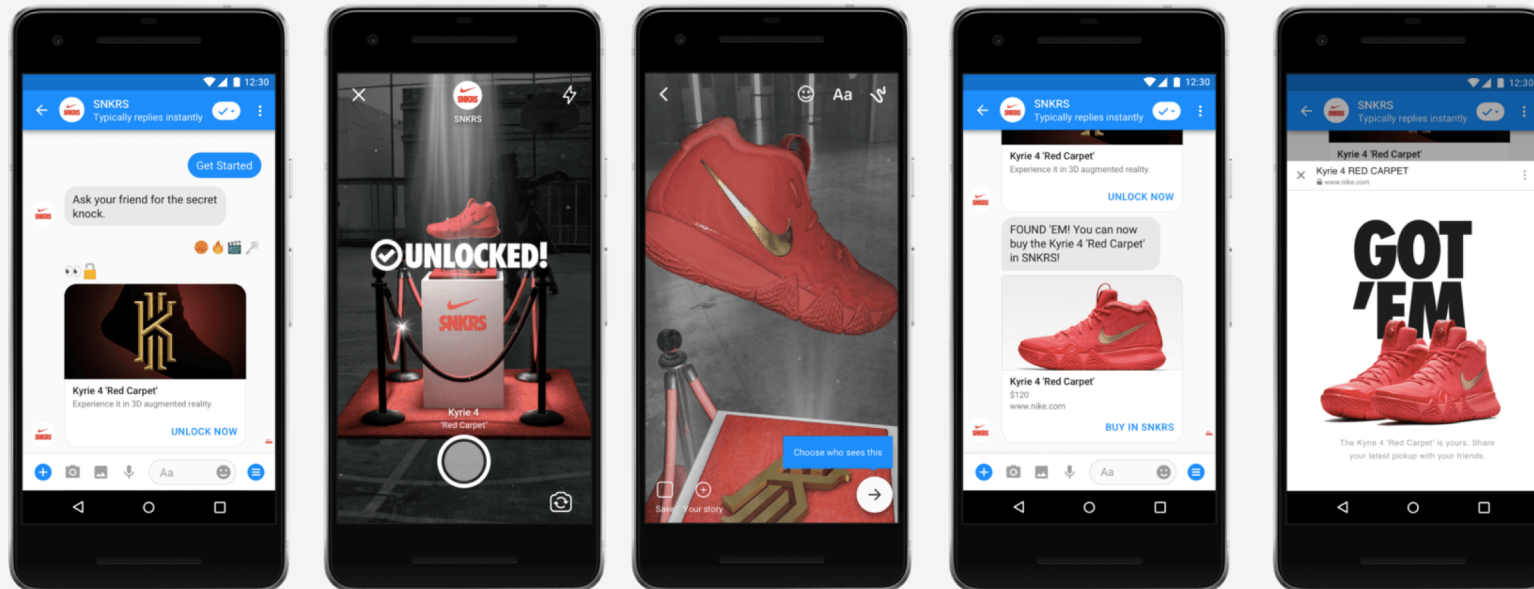 12:30
SNKRS
Typically replies instantly
Get Started
Ask your friend for the secret
knock.
Kyrie 4 'Red Carpet'
Experience it in 3D augmented reality.
UNLOCK NOW
Aa
SNKRS
UNLOCKED!
SNKRS
Kyrie 4
'Red Carpet'
Aa
Choose who sees this
Save
Your story
12:30
SNKRS
Typically replies instantly
Kyrie 4 'Red Carpet'
Experience it in 3D augmented reality.
UNLOCK NOW
FOUND 'EM! You can now
buy the Kyrie 4 'Red Carpet'
in SNKRS!
Kyrie 4 'Red Carpet'
$120
www.nike.com
BUY IN SNKRS
Aa
12:30
SNKRS
Typically replies instantly
Kyrie 4 'Red Carpet'
Kyrie 4 RED CARPET
www.nike.com
GOT
'EM
The Kyrie 4 'Red Carpet' is yours. Share
your latest pickup with your friends.